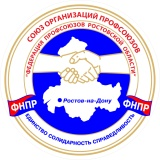 СОЮЗ ОРГАНИЗАЦИЙ ПРОФСОЮЗОВ
"ФЕДЕРАЦИЯ ПРОФСОЮЗОВ РОСТОВСКОЙ ОБЛАСТИ"
Ростов-на-Дону
ФНПР
ФНПР
ЕДИНСТВО СОЛИДАРНОСТЬ СПРАВЕДЛИВОСТЬ